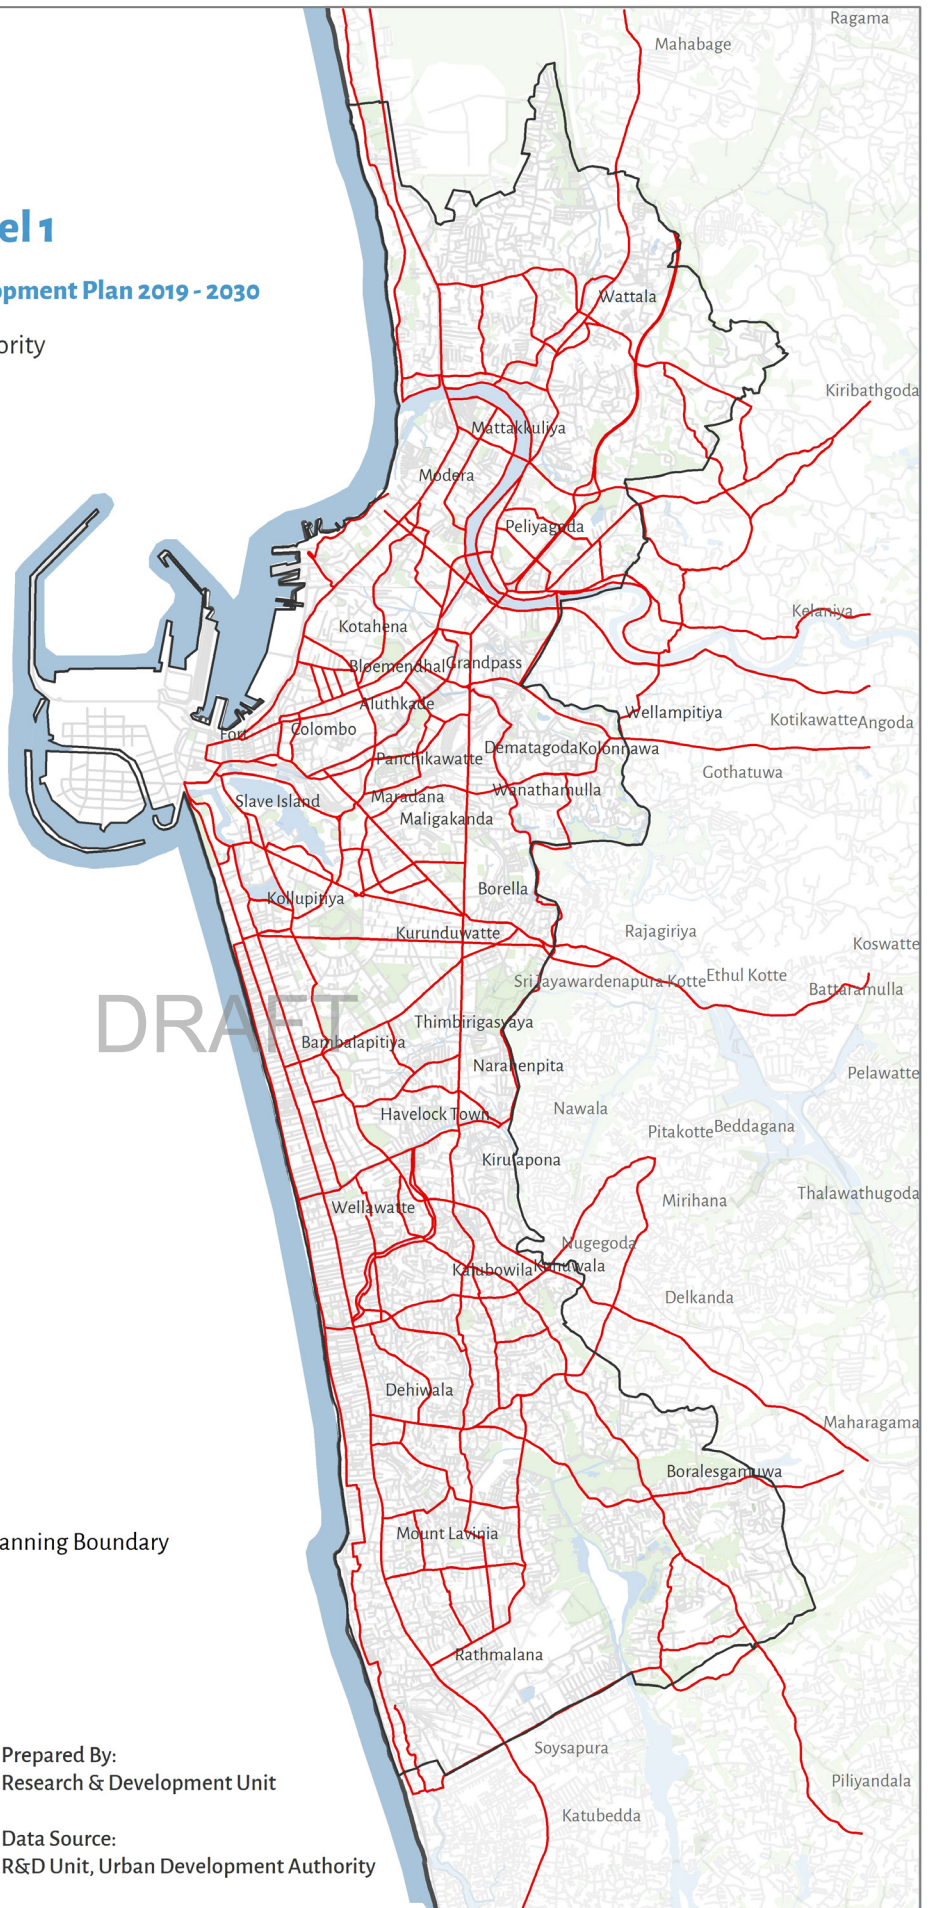 Ragama
Mahabage
el 1
opment Plan 2019 - 2030
Wattala
ority
Kiribathgoda
Mattakkuliya
Modera
Peliyagoda
Kelaniya
Kotahena
Bloemendhal
Grandpass
Aluthkade
Wellampitiya
Kotikawatte
Angoda
Fort
Colombo
Dematagoda
Kolonnawa
Panchikawatte
Gothatuwa
Wanathamulla
Slave Island
Maradana
Maligakanda
Borella
Kollupitiya
Kurunduwatte
Rajagiriya
Koswatte
Sri Jayawardenapura Kotte
Ethul Kotte
Battaramulla
DRAFT
Thimbirigasyaya
Bambalapitiya
Narahenpita
Pelawatte
Nawala
Havelock Town
Pitakotte
Beddagana
Kirulapona
Thalawathugoda
Mirihana
Wellawatte
Nugegoda
Kalubowila
Delkanda
Dehiwala
Maharagama
Boralesgamuwa
Mount Lavinia
anning Boundary
Rathmalana
Soysapura
Prepared By:
Research & Development Unit
Piliyandala
Katubedda
Data Source:
R&D Unit, Urban Development Authority